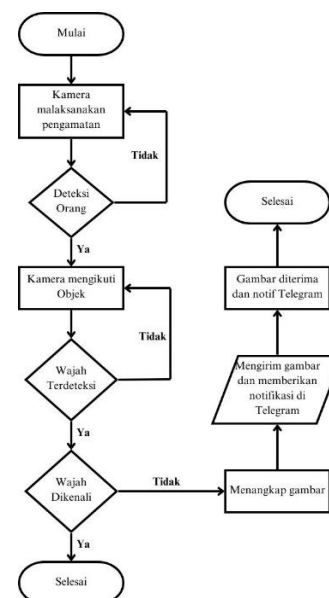 Mulai
Kamera
malaksanakan
pengamatan
Tidak
Deteksi
Orang
Ya
Kamera mengikuti
Objek
Tidak
Wajah
Terdeteksi
Ya
Wajah
Dikenali
Ya
Selesai
Tidak
Menangkap gambar
Mengirim gambar
dan memberikan
notifikasi di
Telegram
Gambar diterima
dan notif Telegram
Selesai